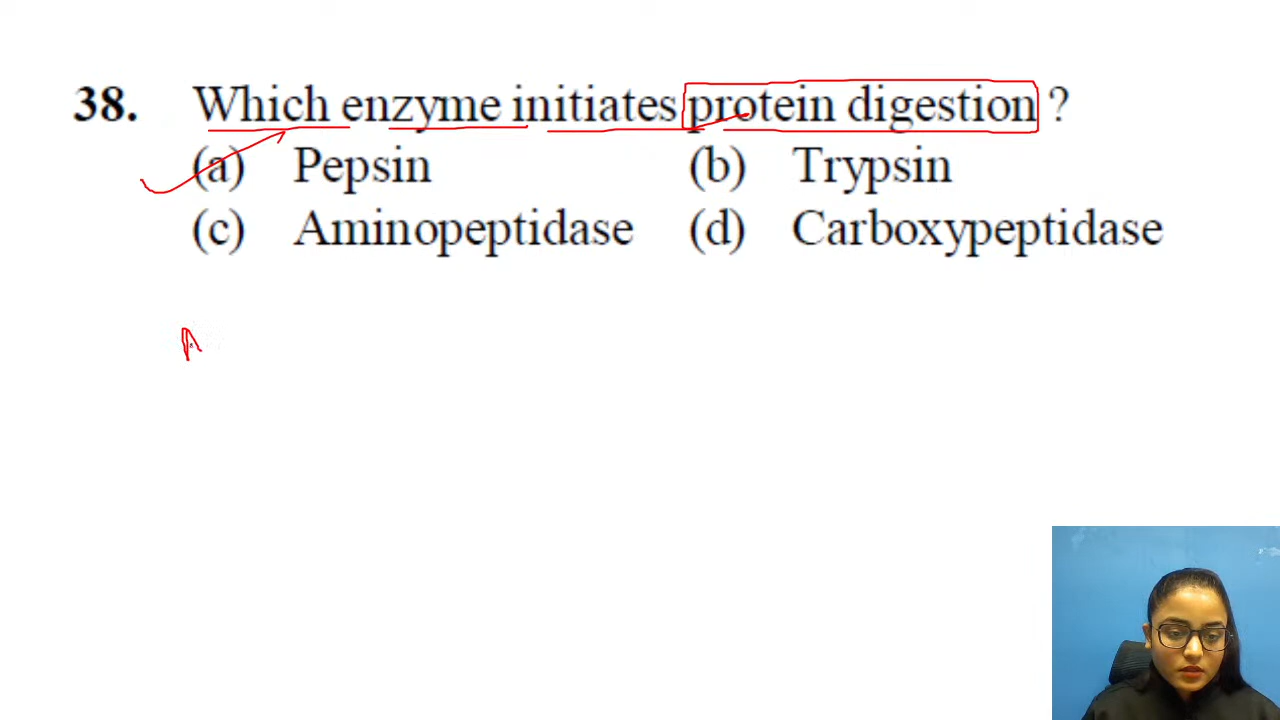 38. Which enzyme initiates protein digestion ?
(a) Pepsin (b) Trypsin
(c) Aminopeptidase (d) Carboxypeptidase